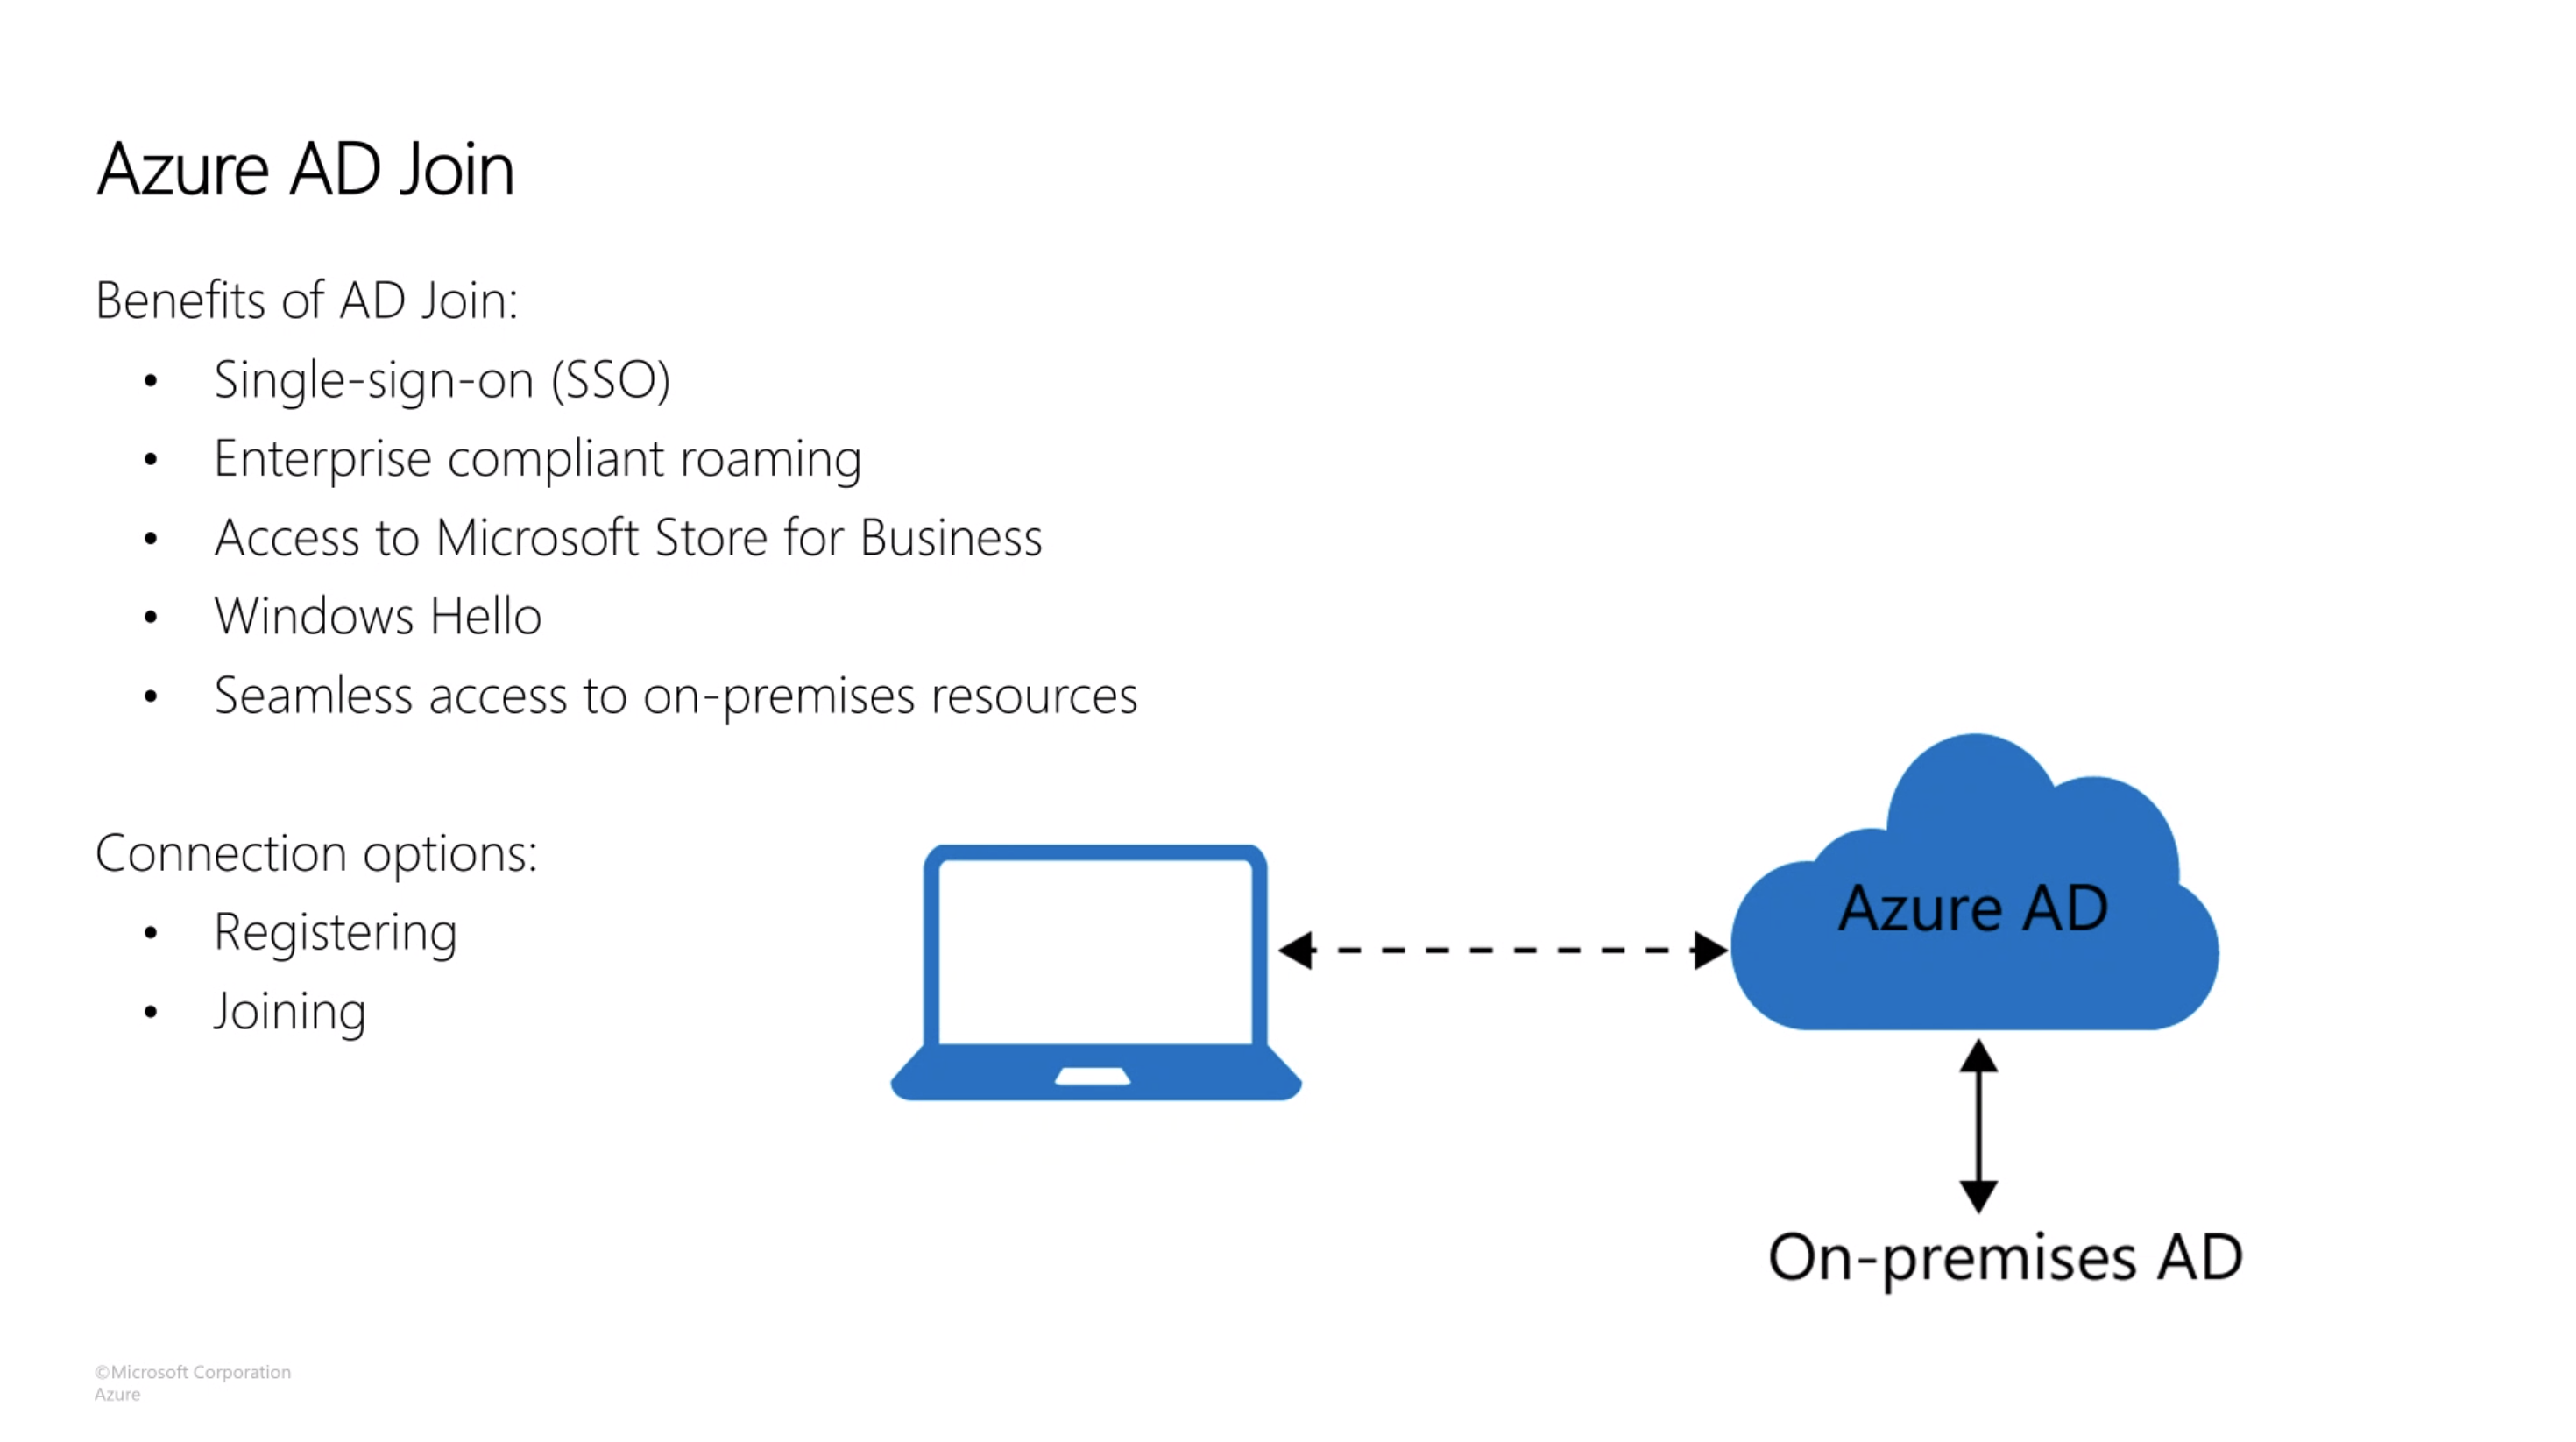 Azure AD Join
Benefits of AD Join:
• Single-sign-on (SSO)
• Enterprise compliant roaming
• Access to Microsoft Store for Business
• Windows Hello
• Seamless access to on-premises resources
Connection options:
• Registering
• Joining
Azure AD
On-premises AD
©Microsoft Corporation
Azure